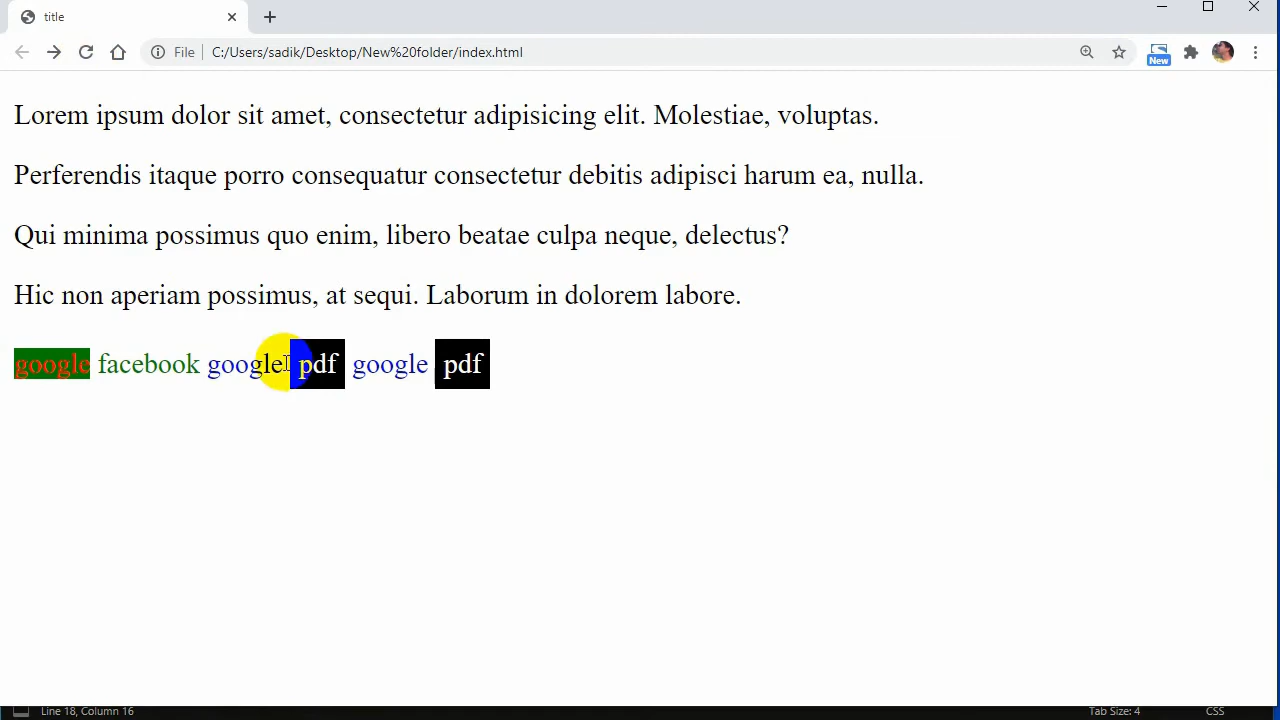 title
File C:/Users/sadik/Desktop/New%20folder/index.html
New
Lorem ipsum dolor sit amet, consectetur adipisicing elit. Molestiae, voluptas.
Perferendis itaque porro consequatur consectetur debitis adipisci harum ea, nulla.
Qui minima possimus quo enim, libero beatae culpa neque, delectus?
Hic non aperiam possimus, at sequi. Laborum in dolorem labore.
google facebook google pdf google pdf
Line 18, Column 16 Tab Size: 4 CSS